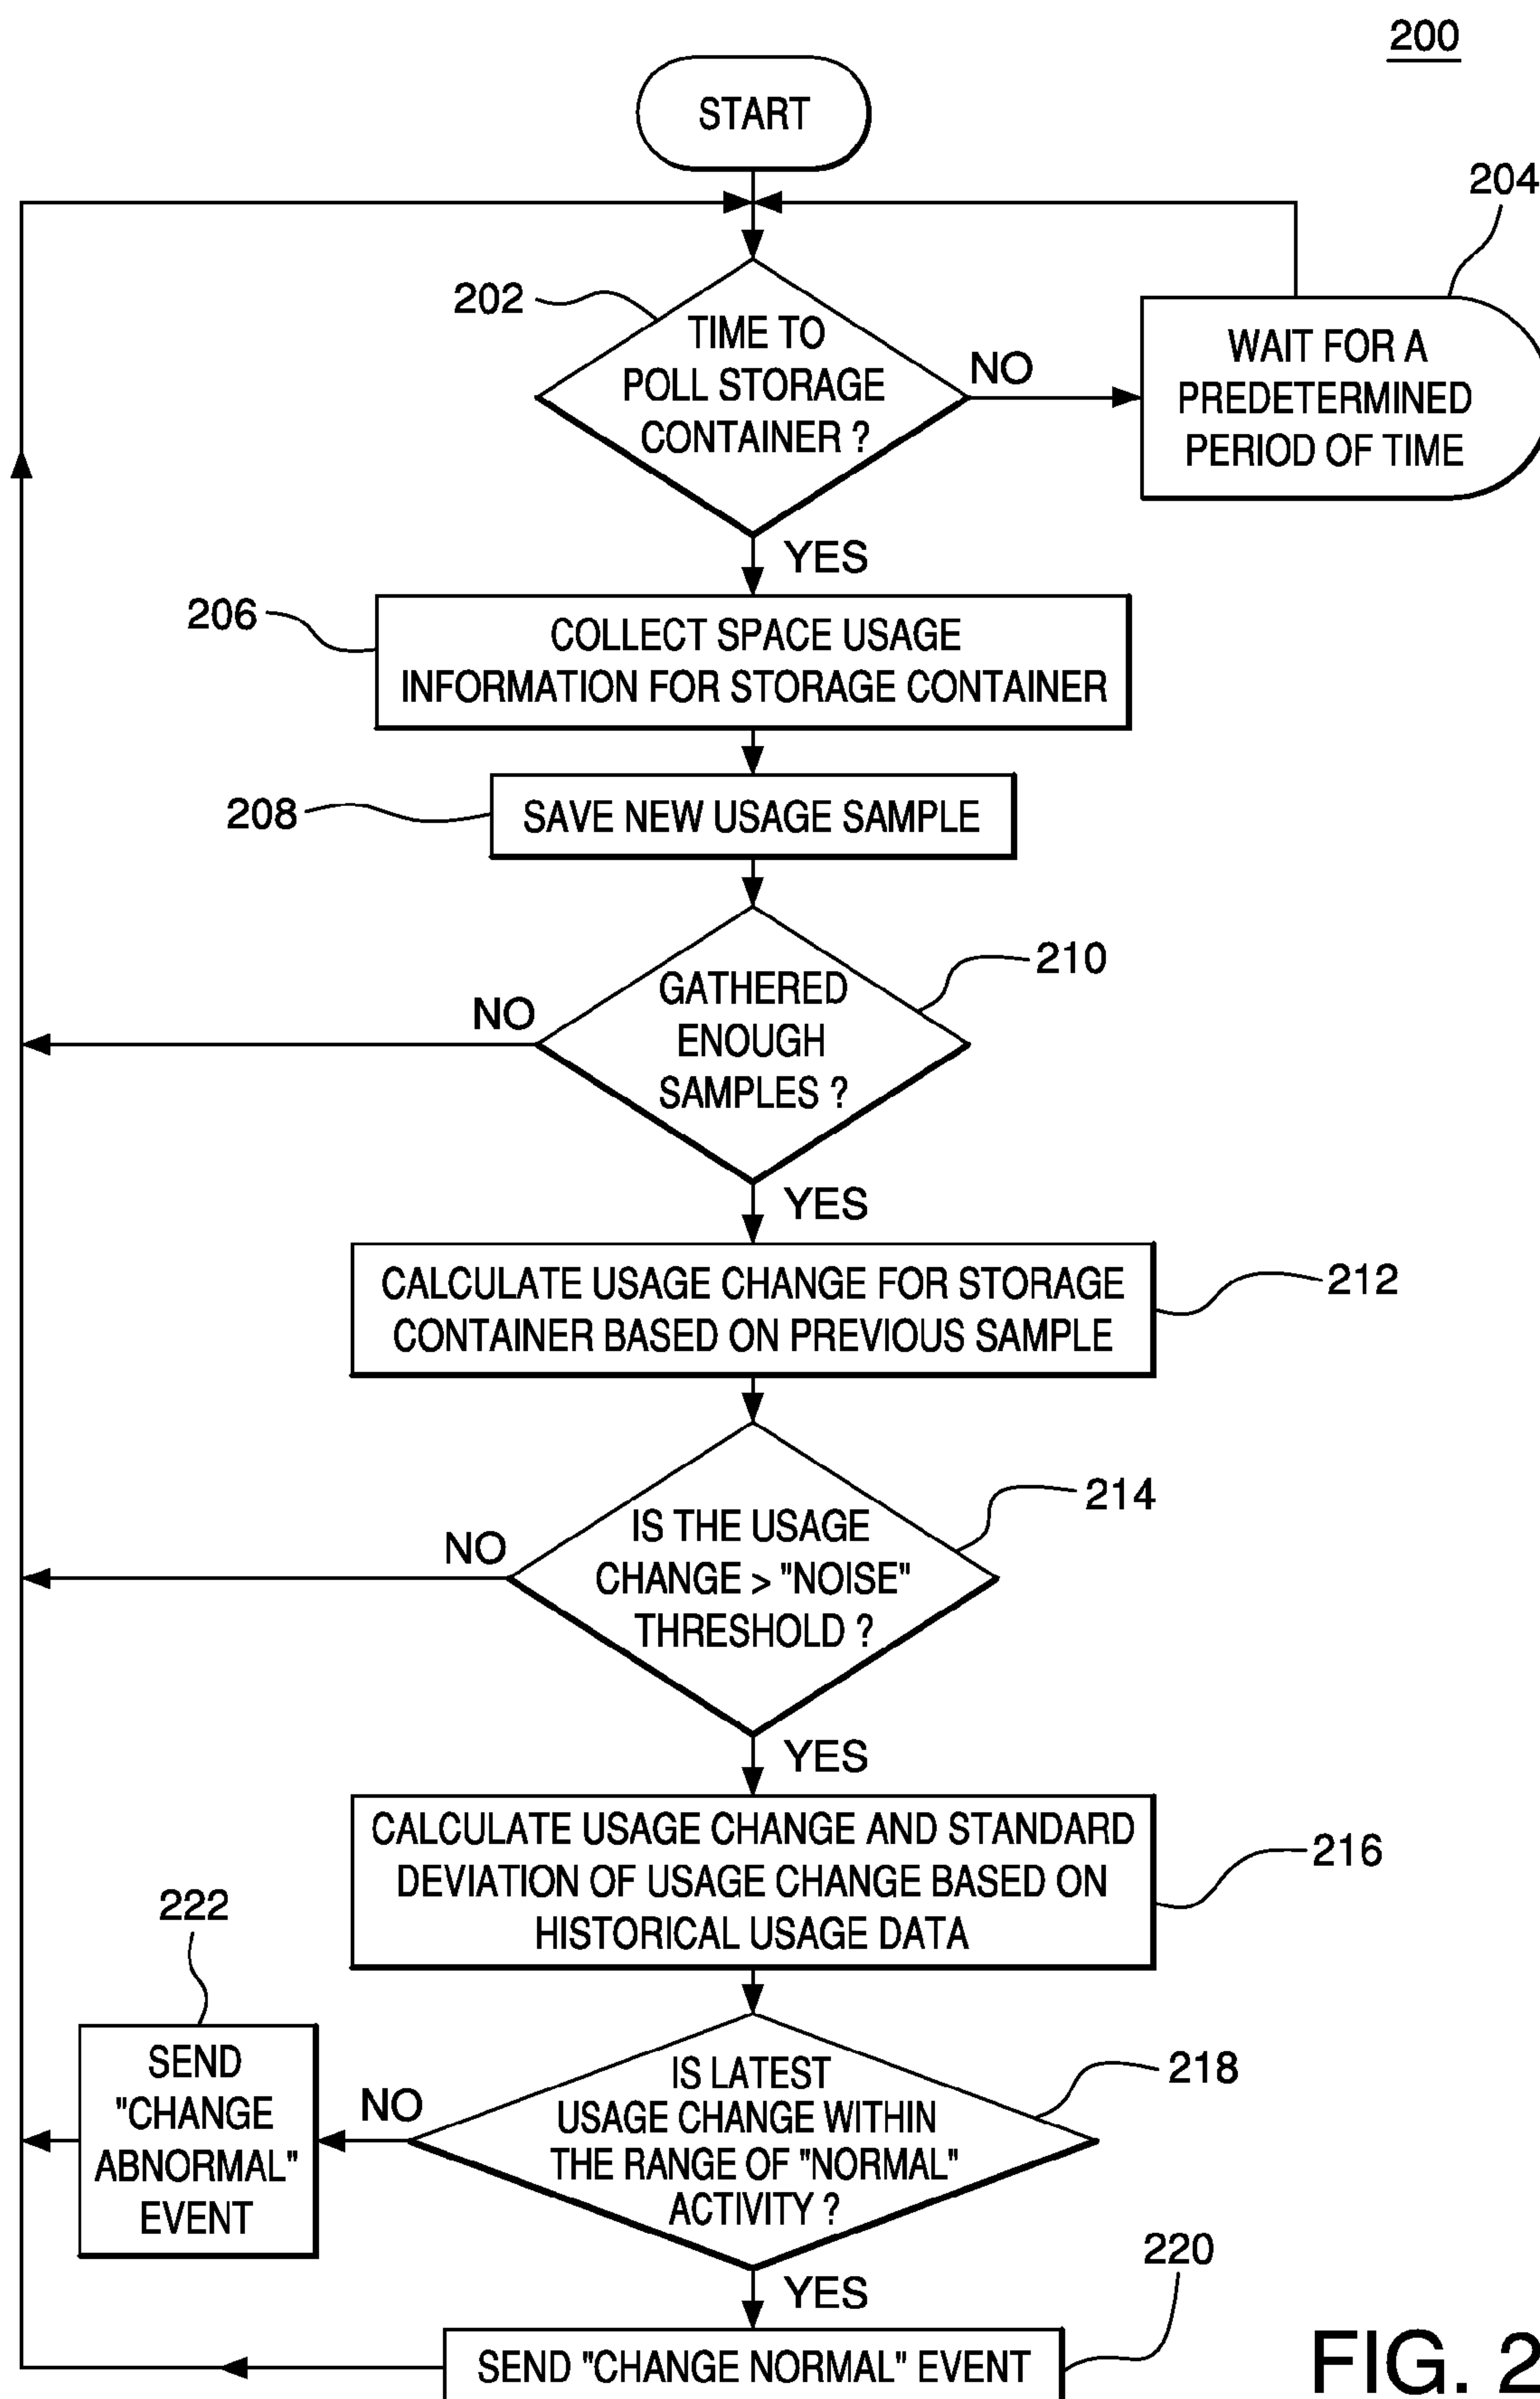 200
START
204
202
TIME TO
POLL STORAGE
CONTAINER ?
NO
WAIT FOR A
PREDETERMINED
PERIOD OF TIME
YES
206
COLLECT SPACE USAGE
INFORMATION FOR STORAGE CONTAINER
208
SAVE NEW USAGE SAMPLE
210
GATHERED
ENOUGH
SAMPLES ?
NO
YES
212
CALCULATE USAGE CHANGE FOR STORAGE
CONTAINER BASED ON PREVIOUS SAMPLE
214
IS THE USAGE
CHANGE > "NOISE"
THRESHOLD ?
NO
YES
216
CALCULATE USAGE CHANGE AND STANDARD
DEVIATION OF USAGE CHANGE BASED ON
HISTORICAL USAGE DATA
222
SEND
"CHANGE
ABNORMAL"
EVENT
NO
218
IS LATEST
USAGE CHANGE WITHIN
THE RANGE OF "NORMAL"
ACTIVITY ?
220
YES
SEND "CHANGE NORMAL" EVENT
FIG. 2